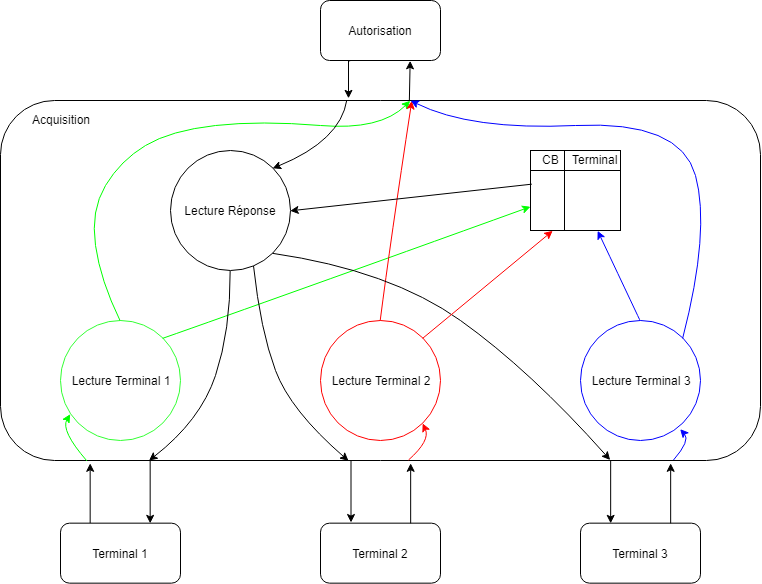 Autorisation
Acquisition
CB Terminal
Lecture Réponse
Lecture Terminal 1
Lecture Terminal 2
Lecture Terminal 3
Terminal 1
Terminal 2
Terminal 3